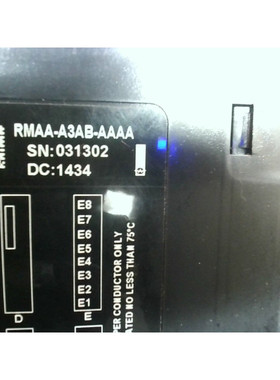 RMAA-A3AB-AAAA
SN:031302
DC:1434
E8
E7
E6
E5
E4
E3
E2
E1
D
E
PER CONDUCTOR ONLY
ATED NO LESS THAN 75°C